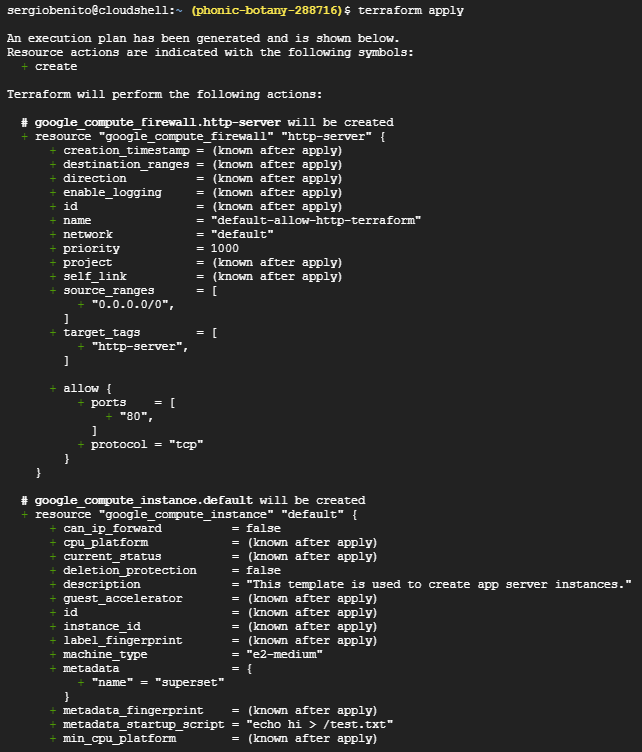 sergiobenito@cloudshell:~ (phonic-botany-288716)$ terraform apply

An execution plan has been generated and is shown below.
Resource actions are indicated with the following symbols:
  + create

Terraform will perform the following actions:

  # google_compute_firewall.http-server will be created
  + resource "google_compute_firewall" "http-server" {
      + creation_timestamp = (known after apply)
      + destination_ranges = (known after apply)
      + direction          = (known after apply)
      + enable_logging     = (known after apply)
      + id                 = (known after apply)
      + name               = "default-allow-http-terraform"
      + network            = "default"
      + priority           = 1000
      + project            = (known after apply)
      + self_link          = (known after apply)
      + source_ranges      = [
          + "0.0.0.0/0",
        ]
      + target_tags        = [
          + "http-server",
        ]

      + allow {
          + ports    = [
              + "80",
            ]
          + protocol = "tcp"
        }
    }

  # google_compute_instance.default will be created
  + resource "google_compute_instance" "default" {
      + can_ip_forward          = false
      + cpu_platform            = (known after apply)
      + current_status          = (known after apply)
      + deletion_protection     = false
      + description             = "This template is used to create app server instances."
      + guest_accelerator       = (known after apply)
      + id                      = (known after apply)
      + instance_id             = (known after apply)
      + label_fingerprint       = (known after apply)
      + machine_type            = "e2-medium"
      + metadata                = {
          + "name" = "superset"
        }
      + metadata_fingerprint    = (known after apply)
      + metadata_startup_script = "echo hi > /test.txt"
      + min_cpu_platform        = (known after apply)